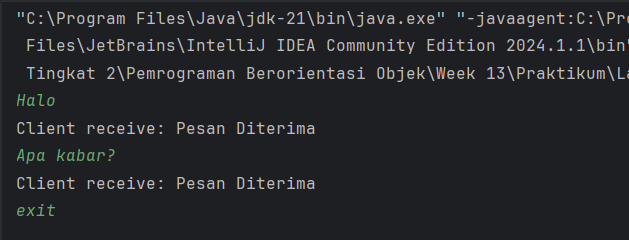 "C:\Program Files\Java\jdk-21\bin\java.exe" "-javaagent:C:\Pro
Files\JetBrains\IntelliJ IDEA Community Edition 2024.1.1\bin"
Tingkat 2\Pemrograman Berorientasi Objek\Week 13\Praktikum\La
Halo
Client receive: Pesan Diterima
Apa kabar?
Client receive: Pesan Diterima
exit